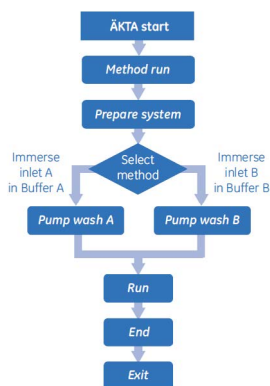 ÄKTA start
Method run
Prepare system
Immerse
inlet A
in Buffer A
Select
method
Immerse
inlet B
in Buffer B
Pump wash A
Pump wash B
Run
End
Exit